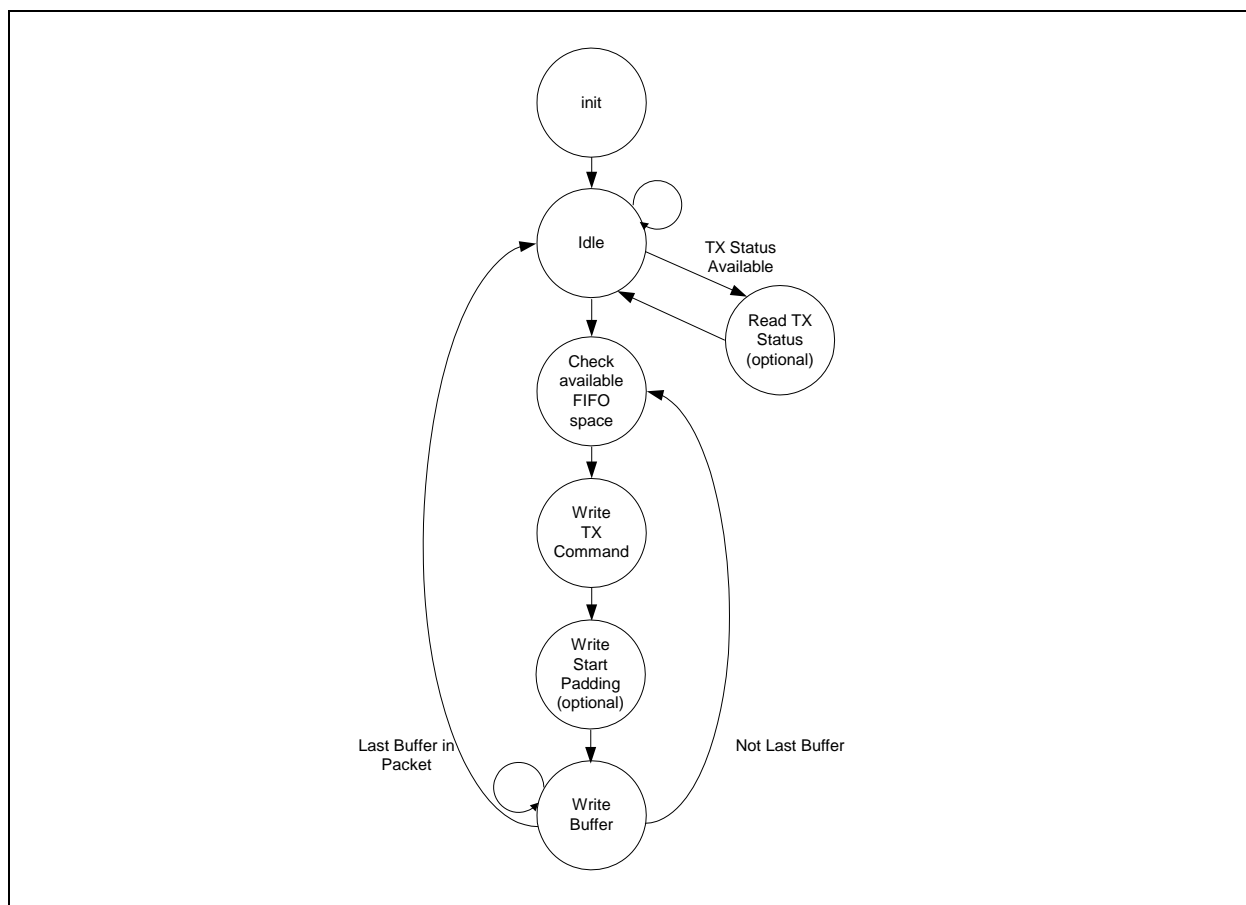 init
Idle
TX Status
Available
Read TX
Status
(optional)
Check
available
FIFO
space
Write
TX
Command
Write
Start
Padding
(optional)
Last Buffer in
Packet
Not Last Buffer
Write
Buffer